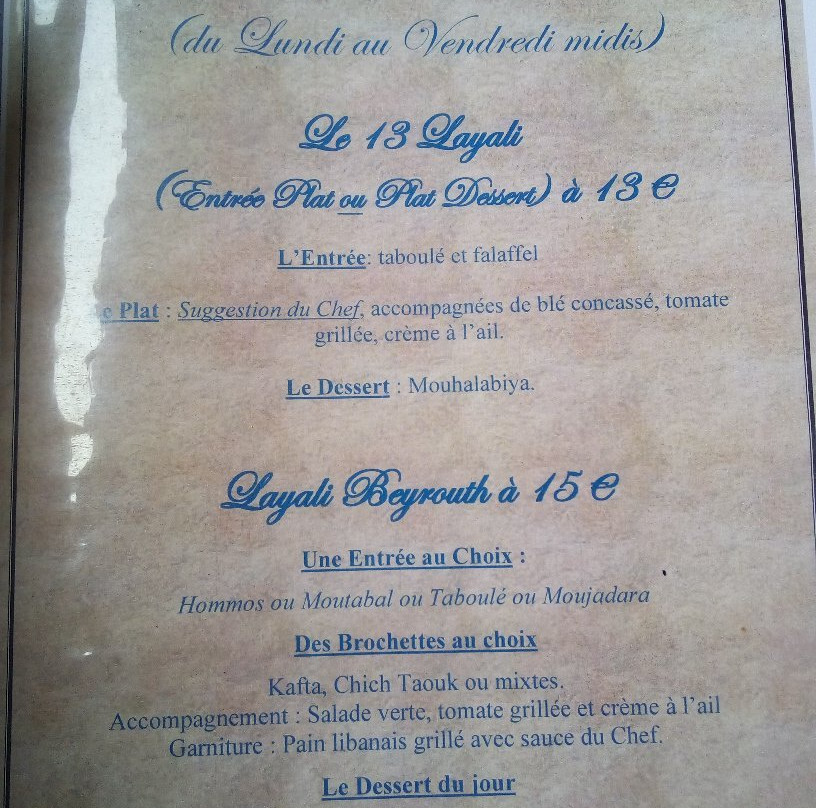 (du Lundi au Vendredi midis)
Le 13 Layali
(Entrée Plat ou Plat Dessert) à 13 €
L'Entrée: taboulé et falaffel
Plat : Suggestion du Chef, accompagnées de blé concassé, tomate
grillée, crème à l'ail.
Le Dessert : Mouhalabiya.
Layali Beyrouth à 15 €
Une Entrée au Choix :
Hommos ou Moutabal ou Taboulé ou Moujadara
Des Brochettes au choix
Kafta, Chich Taouk ou mixtes.
Accompagnement : Salade verte, tomate grillée et crème à l'ail
Garniture : Pain libanais grillé avec sauce du Chef.
Le Dessert du jour